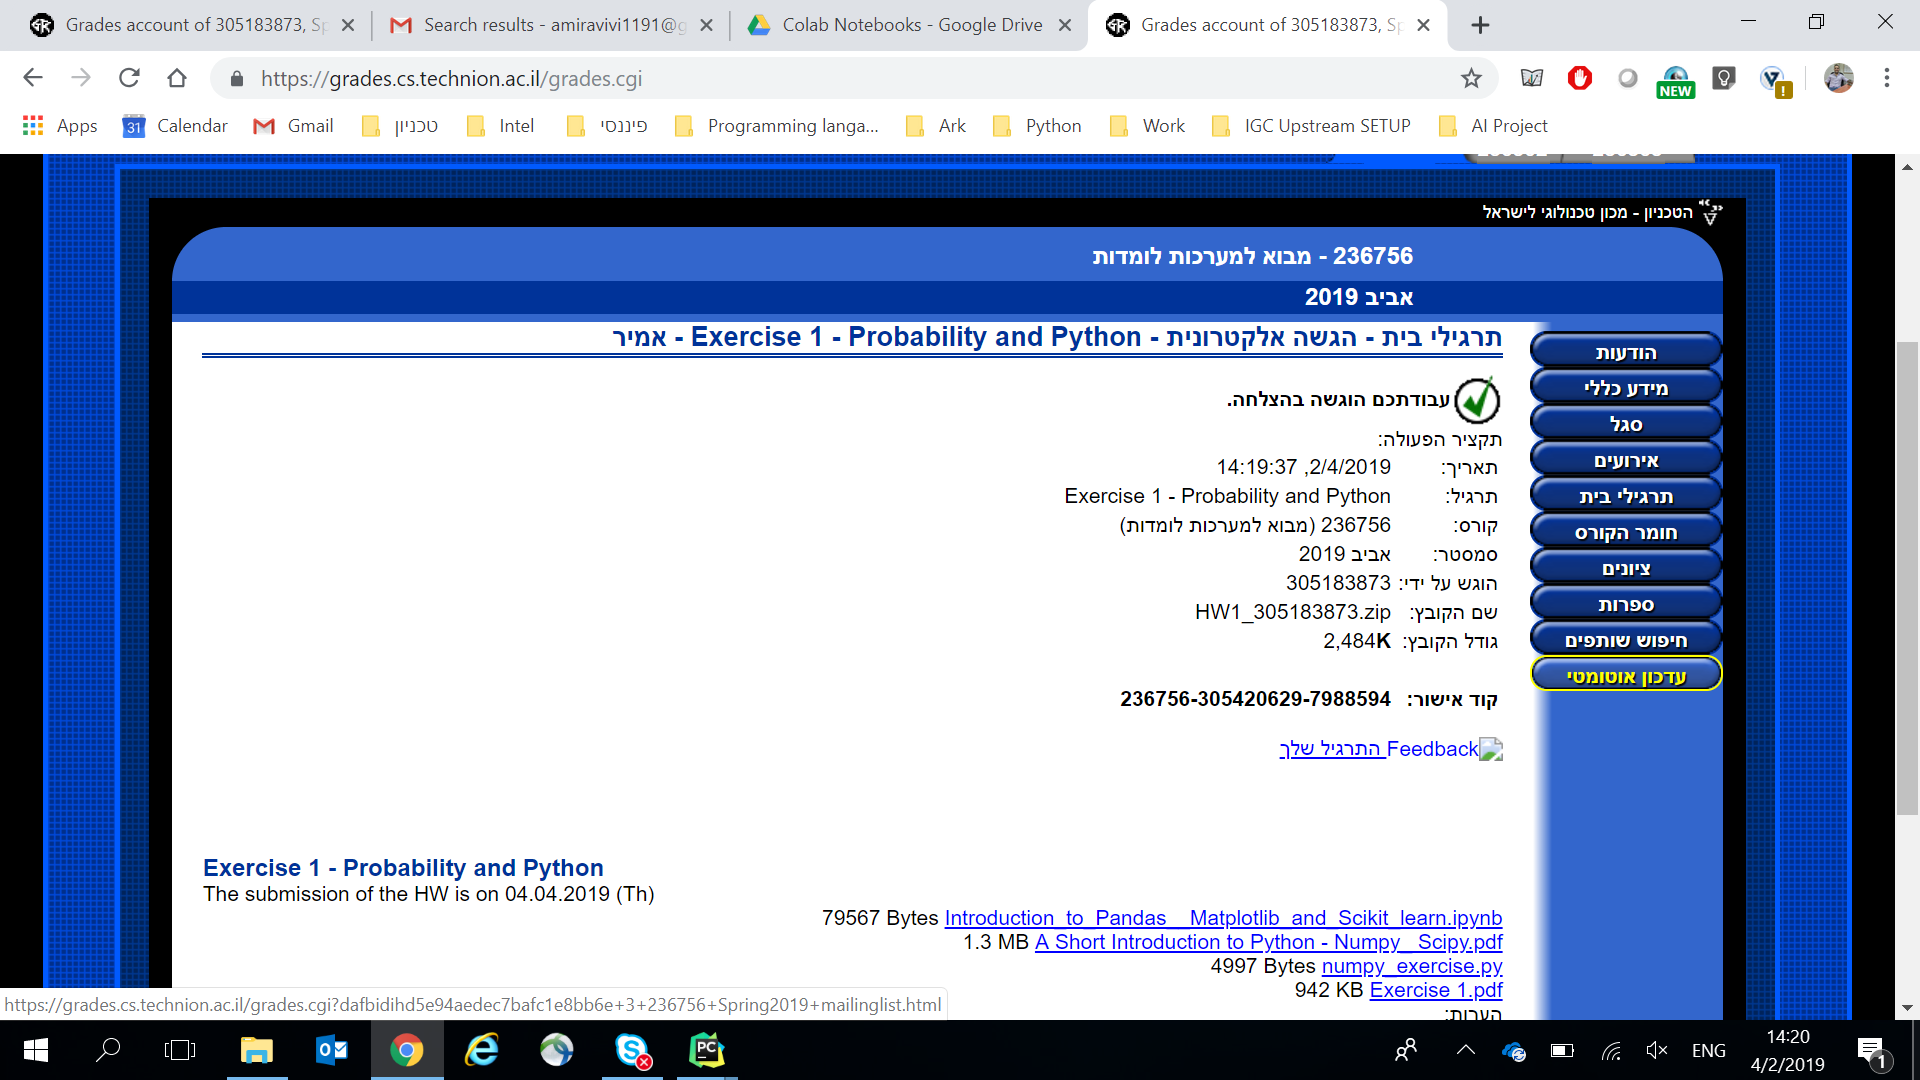 Grades account of 305183873, Sp
Search results - amiravivi1191@g
Colab Notebooks - Google Drive
Grades account of 305183873, Sp
https://grades.cs.technion.ac.il/grades.cgi
NEW
Apps
31 Calendar
Gmail
טכניון
Intel
פיננסי
Programming langa...
Ark
Python
Work
IGC Upstream SETUP
AI Project
הטכניון - מכון טכנולוגי לישראל
236756 - מבוא למערכות לומדות
אביב 2019
תרגילי בית - הגשה אלקטרונית - Exercise 1 - Probability and Python - אמיר
עבודתכם הוגשה בהצלחה.
תקציר הפעולה:
תאריך: 2/4/2019, 14:19:37
תרגיל: Exercise 1 - Probability and Python
קורס: 236756 (מבוא למערכות לומדות)
סמסטר: אביב 2019
הוגש על ידי: 305183873
שם הקובץ: HW1_305183873.zip
גודל הקובץ: 2,484K
קוד אישור: 236756-305420629-7988594
Feedback התרגיל שלך
הודעות
מידע כללי
סגל
אירועים
תרגילי בית
חומר הקורס
ציונים
ספרות
חיפוש שותפים
עדכון אוטומטי
Exercise 1 - Probability and Python
The submission of the HW is on 04.04.2019 (Th)
79567 Bytes Introduction_to_Pandas__Matplotlib_and_Scikit_learn.ipynb
1.3 MB A Short Introduction to Python - Numpy_ Scipy.pdf
4997 Bytes numpy_exercise.py
942 KB Exercise 1.pdf
הערות:
https://grades.cs.technion.ac.il/grades.cgi?dafbidihd5e94aedec7bafc1e8bb6e+3+236756+Spring2019+mailinglist.html
PC
ENG
14:20
4/2/2019
1